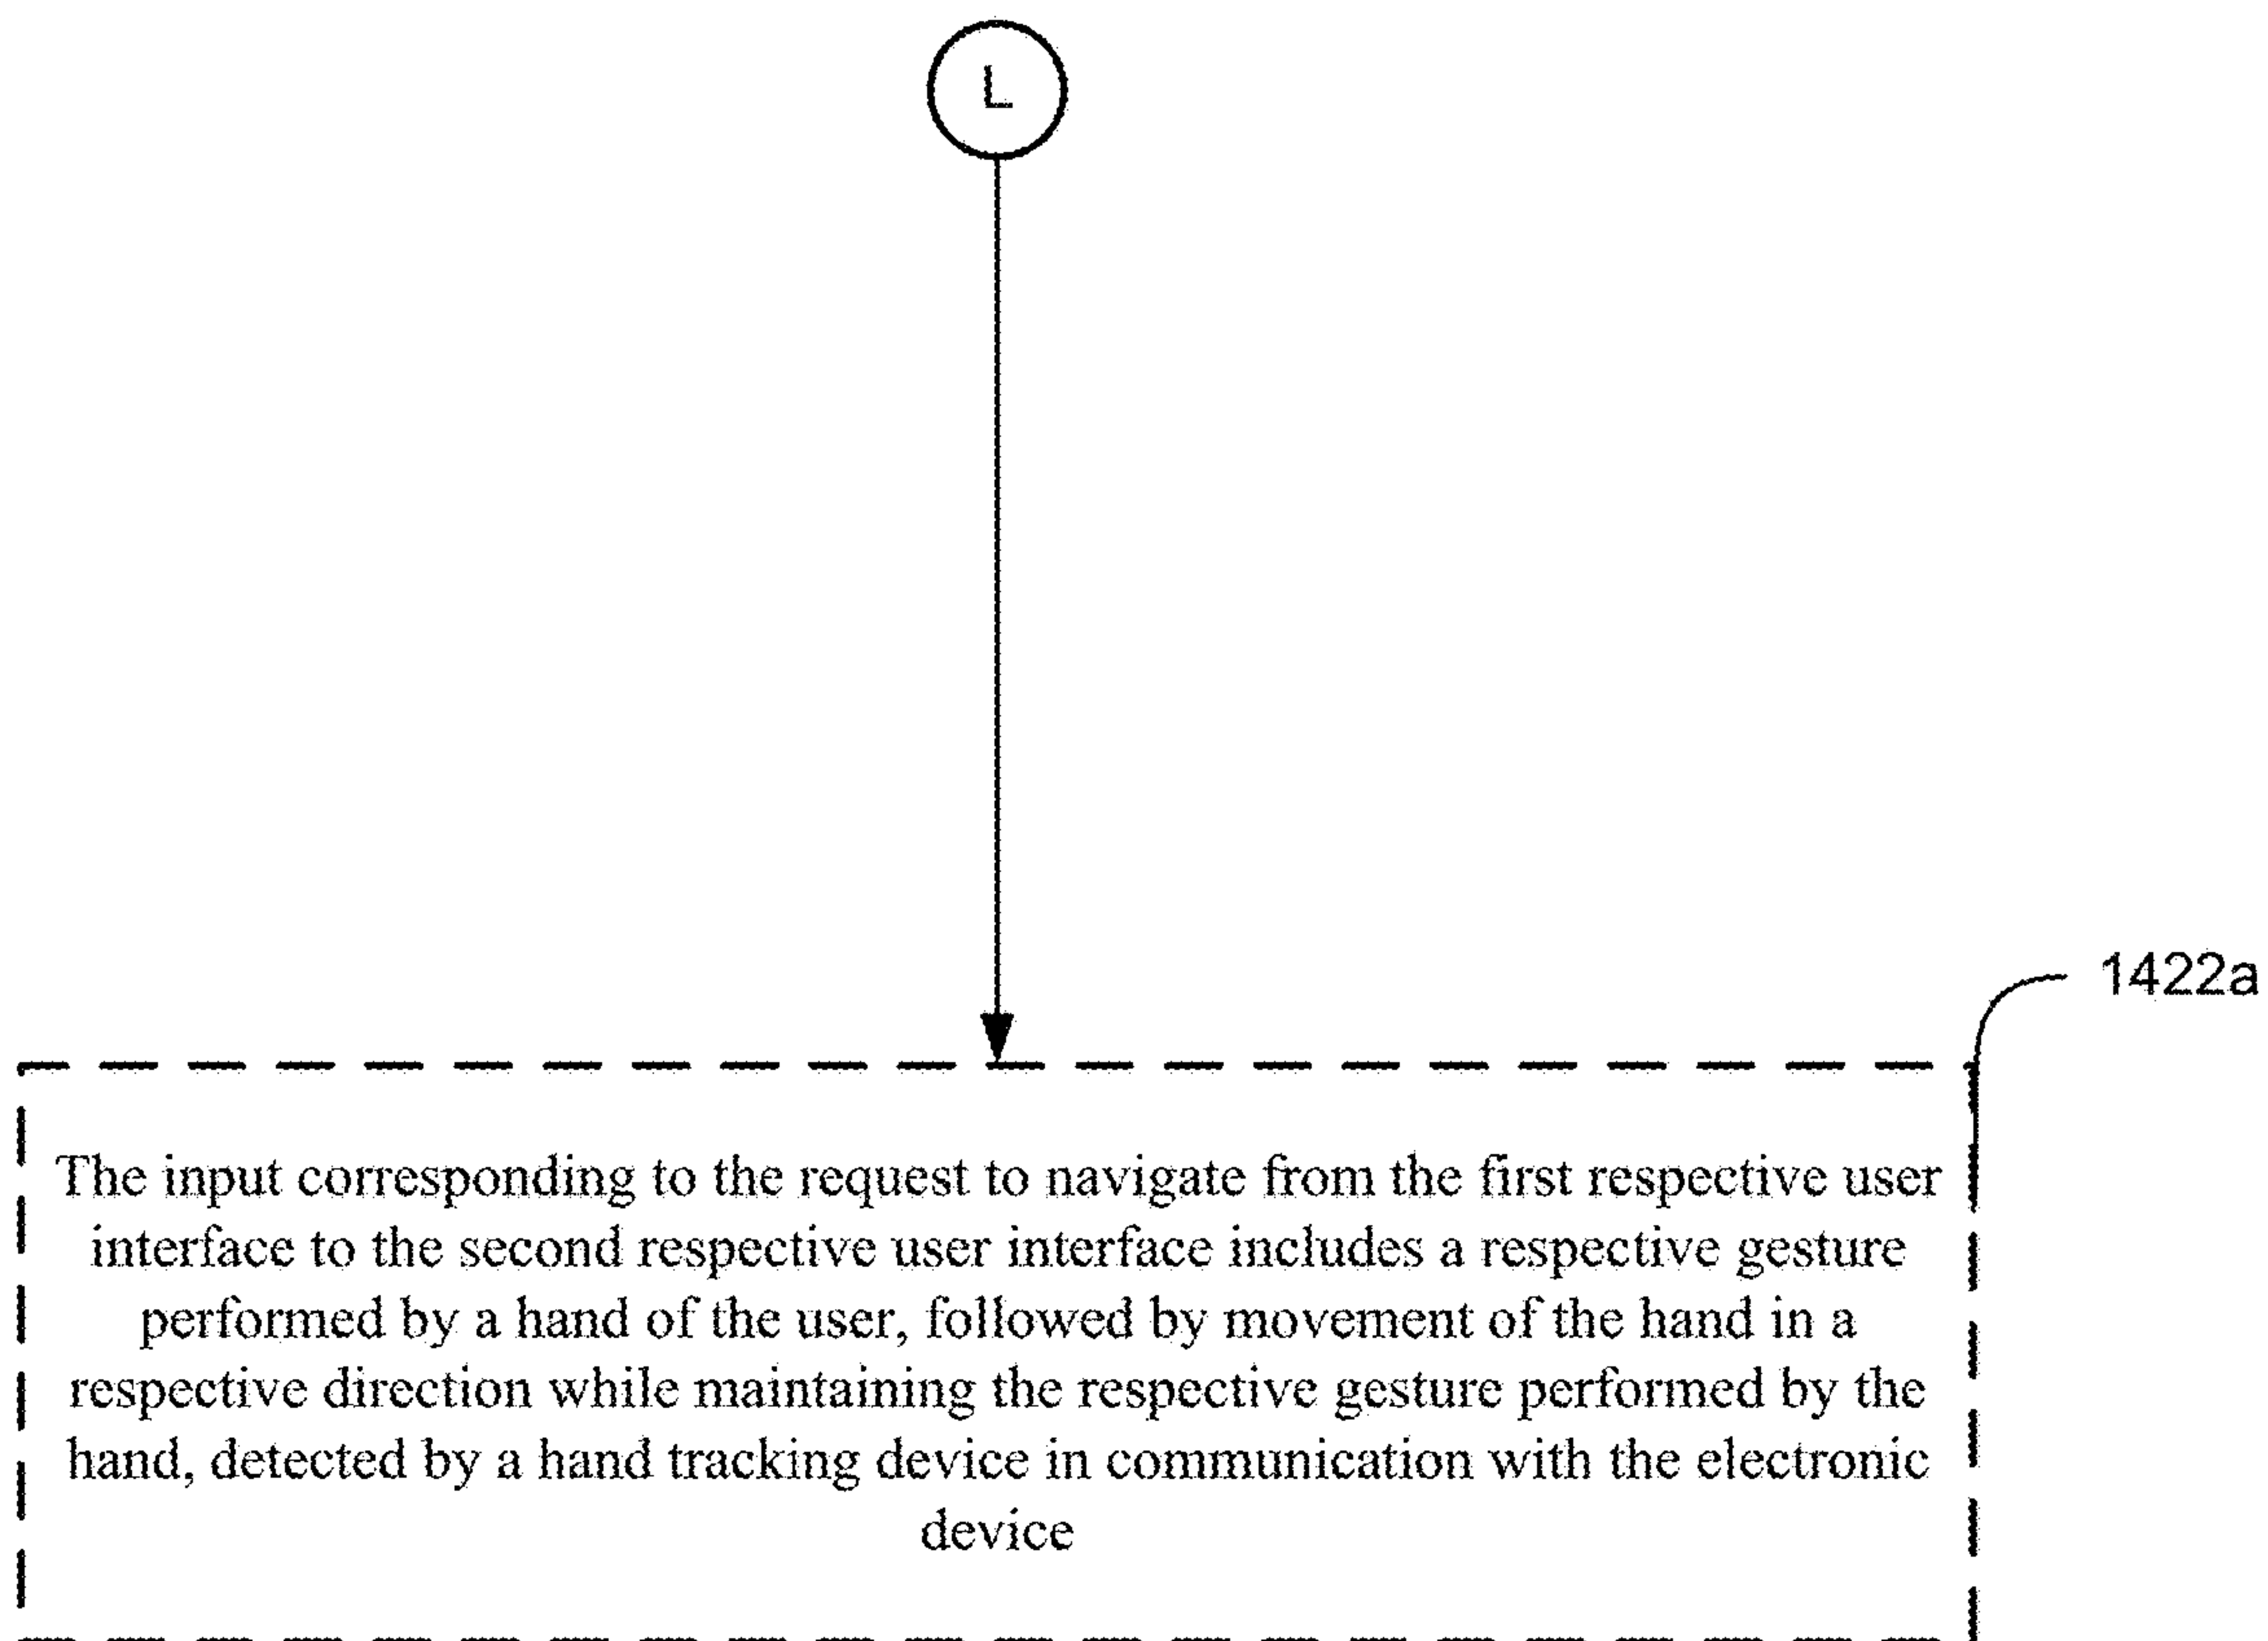 L
1422a
The input corresponding to the request to navigate from the first respective user
interface to the second respective user interface includes a respective gesture
performed by a hand of the user, followed by movement of the hand in a
respective direction while maintaining the respective gesture performed by the
hand, detected by a hand tracking device in communication with the electronic
device